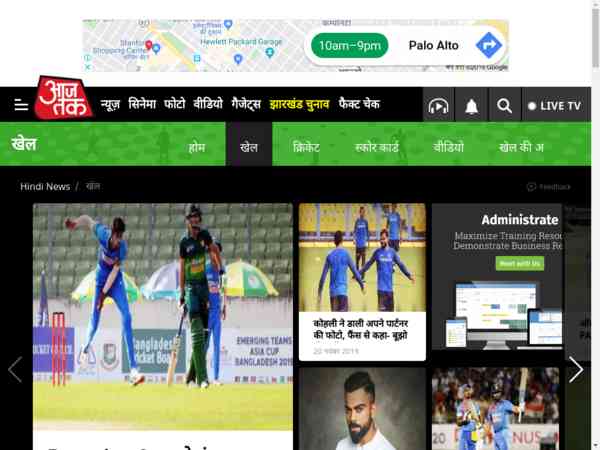 Stanford
Shopping Center
Hewlett Packard Garage
10am–9pm
Palo Alto
आज तक
न्यूज़ सिनेमा फोटो वीडियो गैजेट्स झारखंड चुनाव फैक्ट चेक
LIVE TV
खेल
होम खेल क्रिकेट स्कोर कार्ड वीडियो खेल की अ
Hindi News / खेल
Feedback
Administrate
Maximize Training Resou
Demonstrate Business Re
Meet with Us
Bangladesh
Cricket Board
EMERGING TEAMS
ASIA CUP
BANGLADESH 2019
कोहली ने डाली अपने पार्टनर
की फोटो, फैंस से कहा- बूझो
20 नवंबर 2019